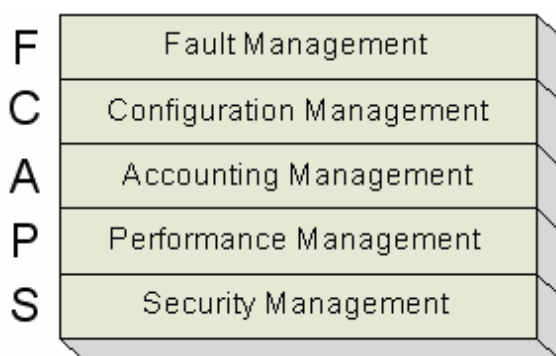 F Fault Management
C Configuration Management
A Accounting Management
P Performance Management
S Security Management